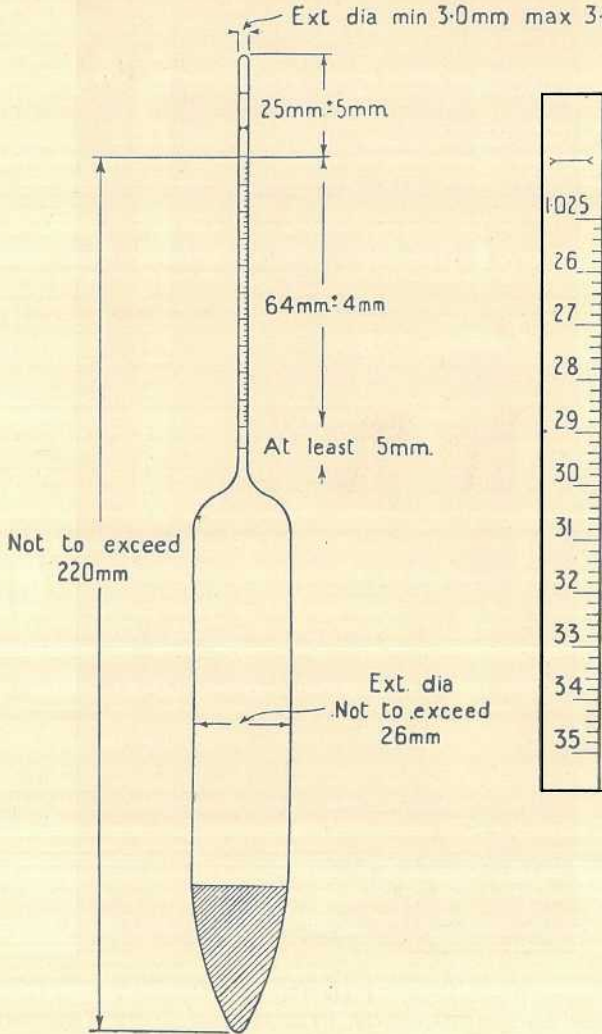 Ext dia min 3·0mm max 3·
25mm±5mm
64mm±4mm
At least 5mm.
Not to exceed
220mm
Ext. dia
Not to exceed
26mm
1·025
26
27
28
29
30
31
32
33
34
35